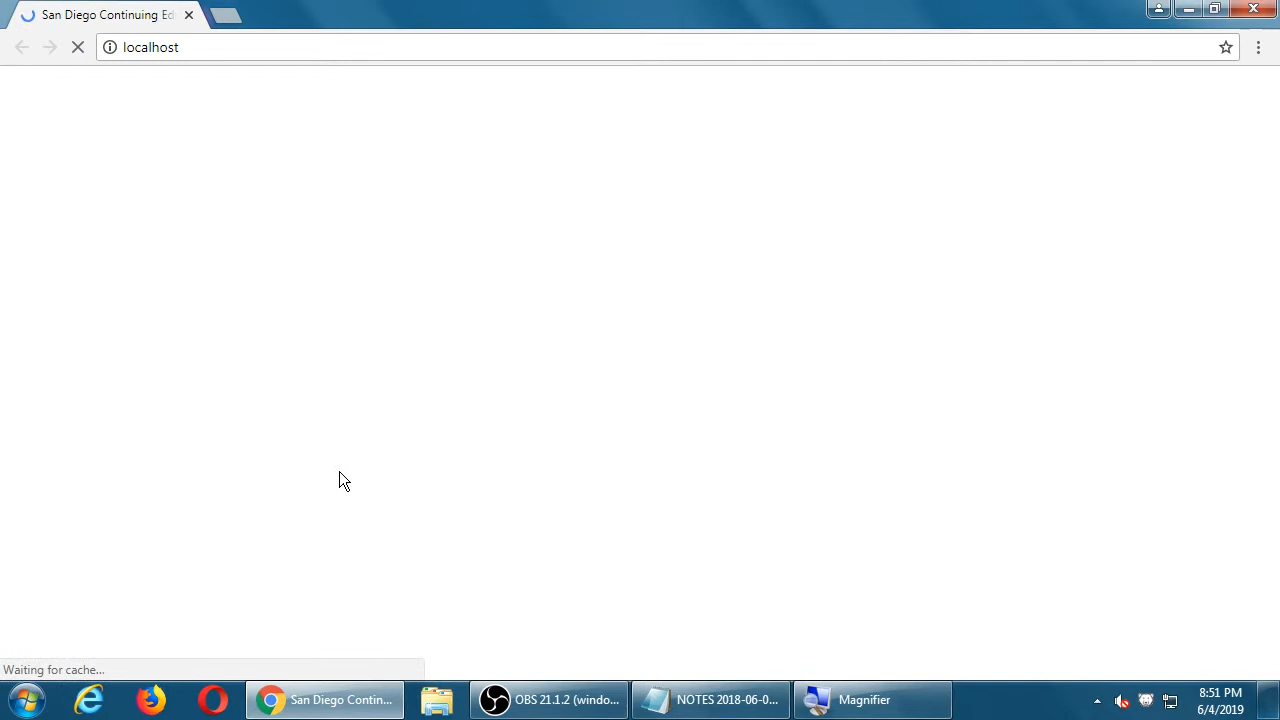 San Diego Continuing Ed
localhost
Waiting for cache...
San Diego Contin...
OBS 21.1.2 (windo...
NOTES 2018-06-0...
Magnifier
8:51 PM
6/4/2019